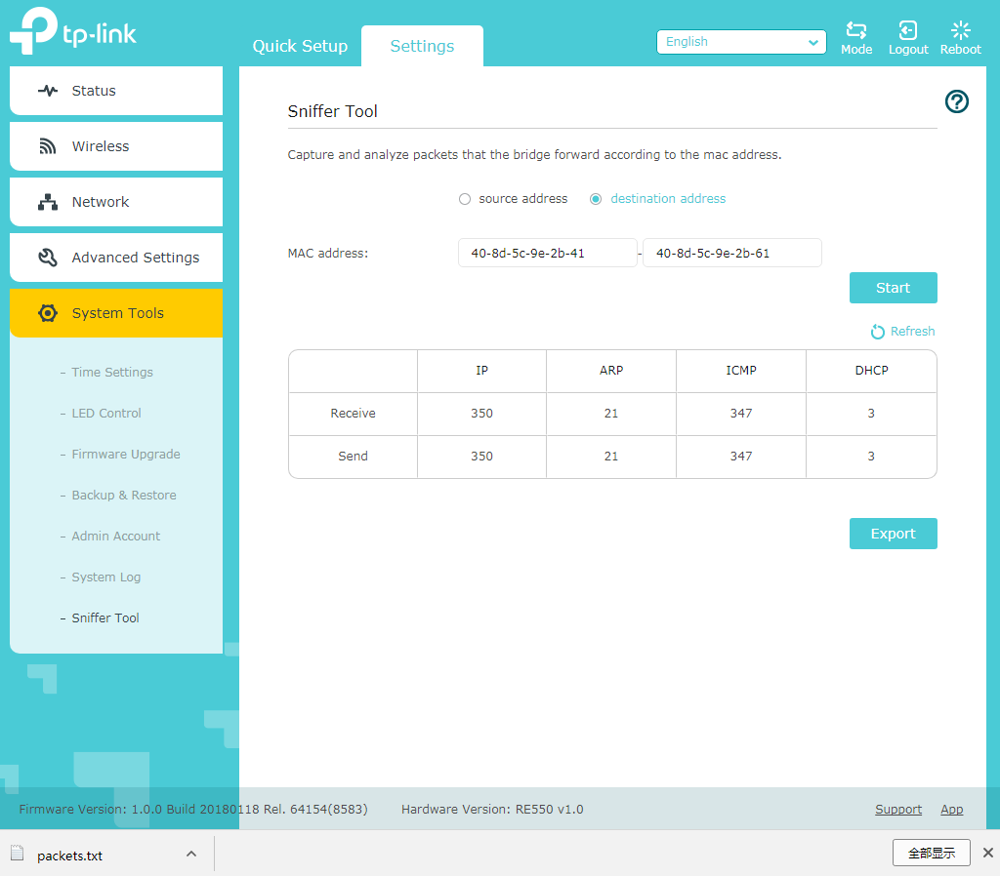 tp-link
Quick Setup
Settings
English
Mode
Logout
Reboot
Status
Wireless
Network
Advanced Settings
System Tools
- Time Settings
- LED Control
- Firmware Upgrade
- Backup & Restore
- Admin Account
- System Log
- Sniffer Tool
Sniffer Tool
?
Capture and analyze packets that the bridge forward according to the mac address.
source address
destination address
MAC address:
40-8d-5c-9e-2b-41 - 40-8d-5c-9e-2b-61
Start
Refresh
IP ARP ICMP DHCP
Receive 350 21 347 3
Send 350 21 347 3
Export
Firmware Version: 1.0.0 Build 20180118 Rel. 64154(8583)
Hardware Version: RE550 v1.0
Support
App
packets.txt
全部显示